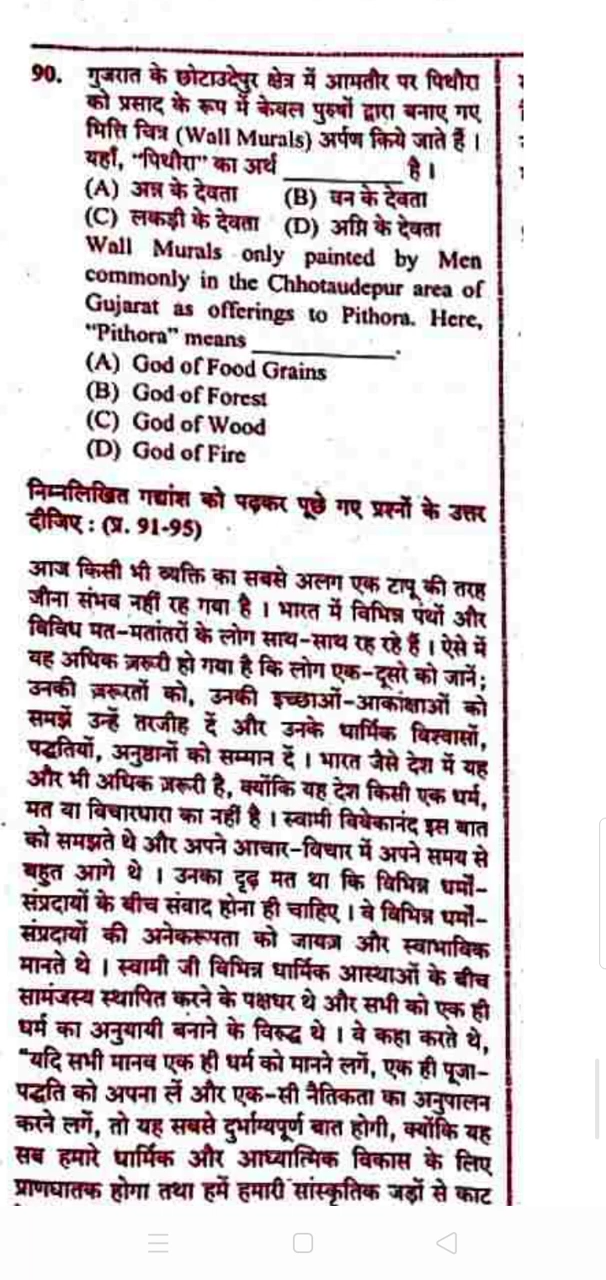 90. गुजरात के छोटाउदेपुर क्षेत्र में आमतौर पर पिथौरा
को प्रसाद के रूप में केवल पुरुषों द्वारा बनाए गए
भित्ति चित्र (Wall Murals) अर्पण किये जाते हैं ।
यहाँ, “पिथौरा” का अर्थ ____________ है ।
(A) अन्न के देवता (B) वन के देवता
(C) लकड़ी के देवता (D) अग्नि के देवता
Wall Murals only painted by Men
commonly in the Chhotaudepur area of
Gujarat as offerings to Pithora. Here,
“Pithora” means ____________.
(A) God of Food Grains
(B) God of Forest
(C) God of Wood
(D) God of Fire
निम्नलिखित गद्यांश को पढ़कर पूछे गए प्रश्नों के उत्तर
दीजिए : (प्र. 91-95)
आज किसी भी व्यक्ति का सबसे अलग एक टापू की तरह
जीना संभव नहीं रह गया है । भारत में विभिन्न पंथों और
विविध मत-मतांतरों के लोग साथ-साथ रह रहे हैं । ऐसे में
यह अधिक ज़रूरी हो गया है कि लोग एक-दूसरे को जानें;
उनकी ज़रूरतों को, उनकी इच्छाओं-आकांक्षाओं को
समझें उन्हें तरजीह दें और उनके धार्मिक विश्वासों,
पद्धतियों, अनुष्ठानों को सम्मान दें । भारत जैसे देश में यह
और भी अधिक ज़रूरी है, क्योंकि यह देश किसी एक धर्म,
मत या विचारधारा का नहीं है । स्वामी विवेकानंद इस बात
को समझते थे और अपने आचार-विचार में अपने समय से
बहुत आगे थे । उनका दृढ़ मत था कि विभिन्न धर्मों-
संप्रदायों के बीच संवाद होना ही चाहिए । वे विभिन्न धर्मों-
संप्रदायों की अनेकरूपता को जायज़ और स्वाभाविक
मानते थे । स्वामी जी विभिन्न धार्मिक आस्थाओं के बीच
सामंजस्य स्थापित करने के पक्षधर थे और सभी को एक ही
धर्म का अनुयायी बनाने के विरुद्ध थे । वे कहा करते थे,
“यदि सभी मानव एक ही धर्म को मानने लगें, एक ही पूजा-
पद्धति को अपना लें और एक-सी नैतिकता का अनुपालन
करने लगें, तो यह सबसे दुर्भाग्यपूर्ण बात होगी, क्योंकि यह
सब हमारे धार्मिक और आध्यात्मिक विकास के लिए
प्राणघातक होगा तथा हमें हमारी सांस्कृतिक जड़ों से काट